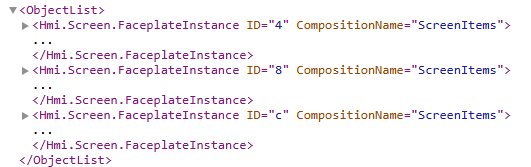 <ObjectList>
<Hmi.Screen.FaceplateInstance ID="4" CompositionName="ScreenItems">
...
</Hmi.Screen.FaceplateInstance>
<Hmi.Screen.FaceplateInstance ID="8" CompositionName="ScreenItems">
...
</Hmi.Screen.FaceplateInstance>
<Hmi.Screen.FaceplateInstance ID="c" CompositionName="ScreenItems">
...
</Hmi.Screen.FaceplateInstance>
</ObjectList>